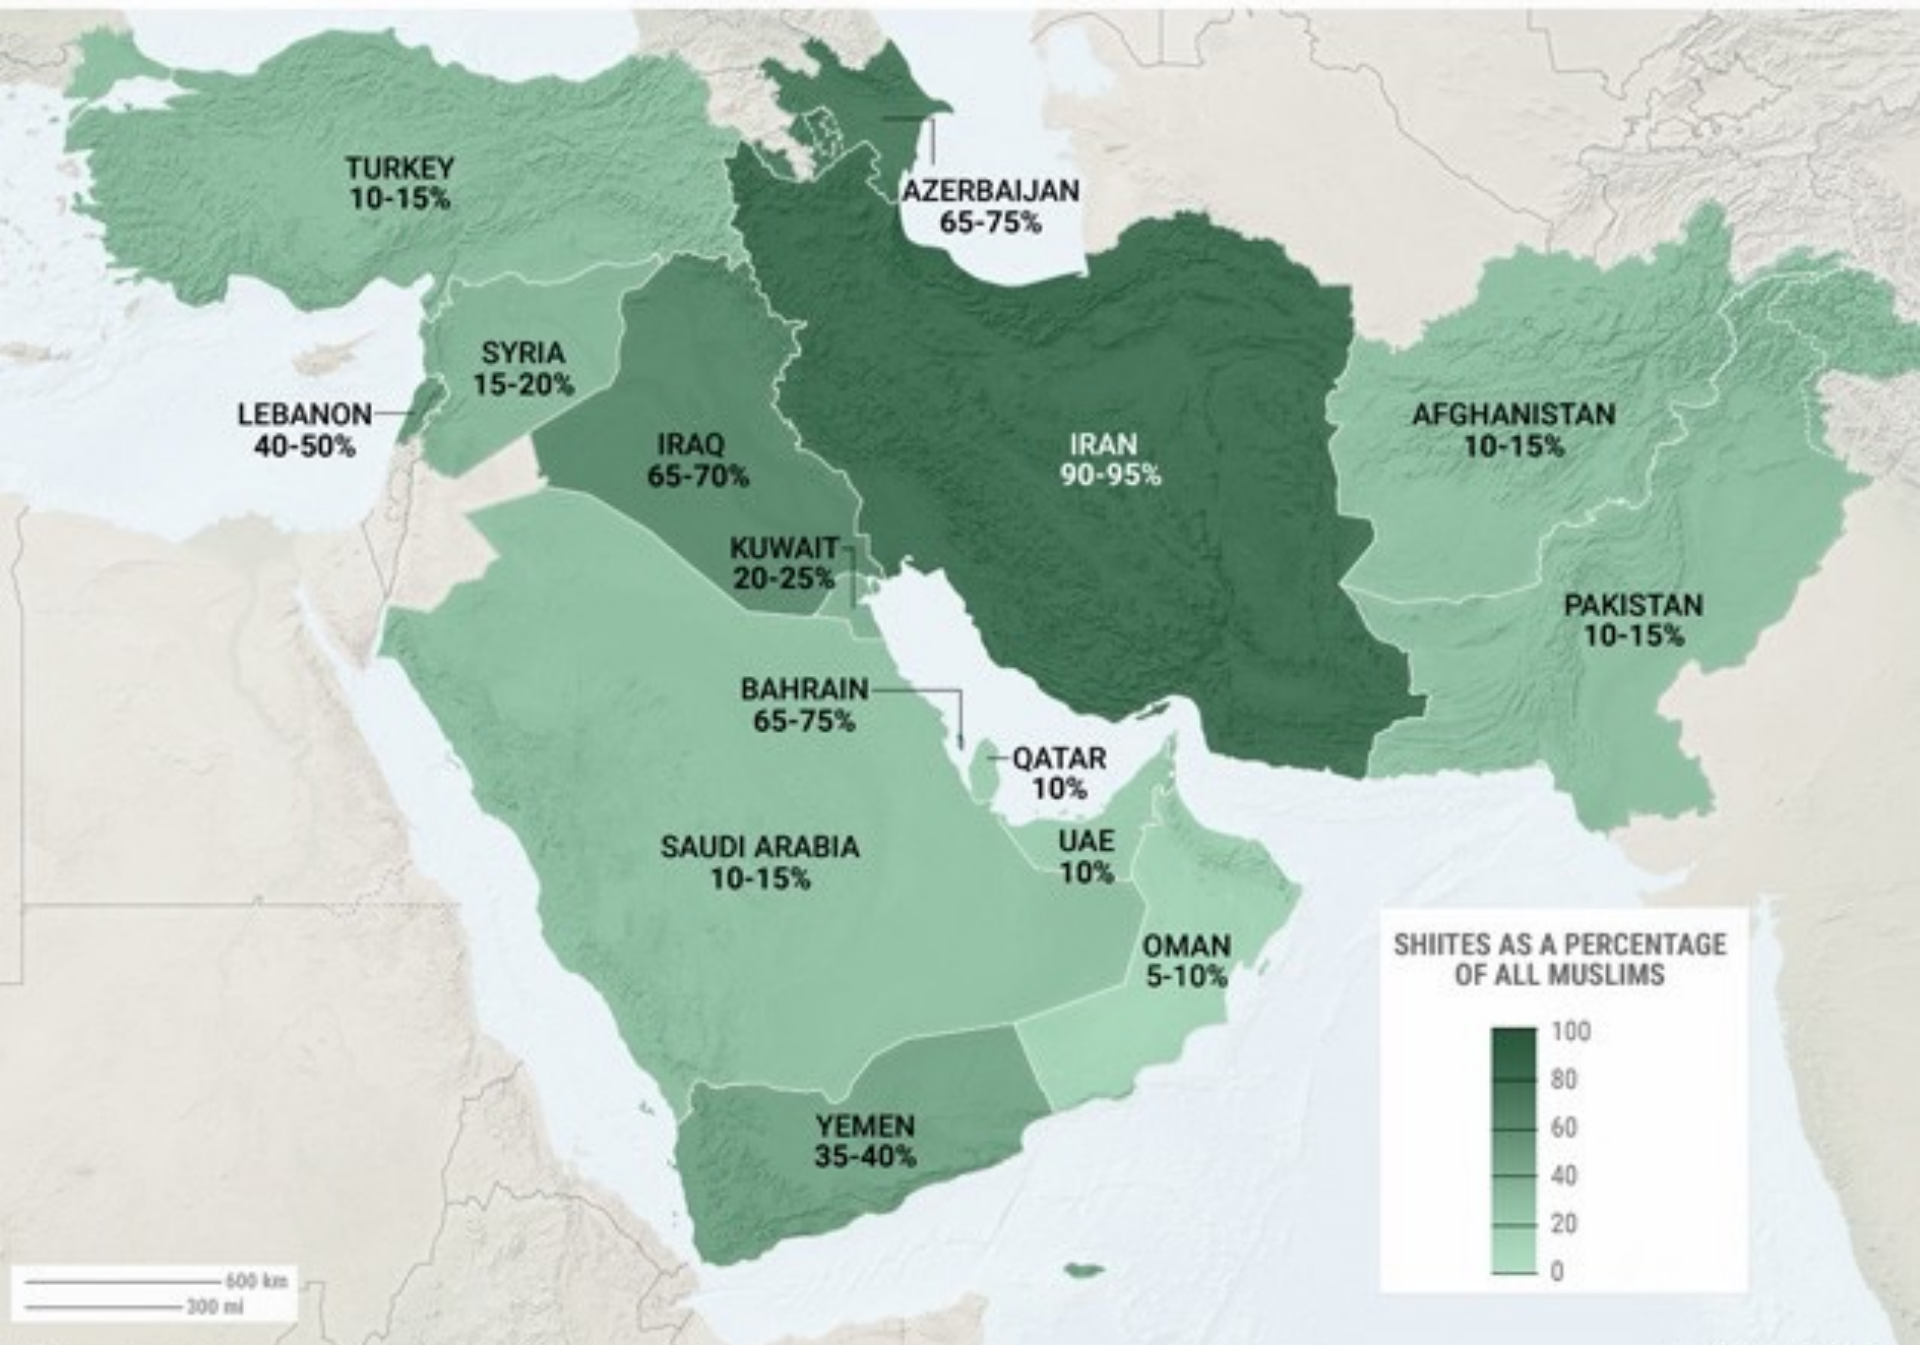 TURKEY
10-15%
AZERBAIJAN
65-75%
SYRIA
15-20%
LEBANON
40-50%
IRAQ
65-70%
IRAN
90-95%
AFGHANISTAN
10-15%
KUWAIT
20-25%
PAKISTAN
10-15%
BAHRAIN
65-75%
QATAR
10%
SAUDI ARABIA
10-15%
UAE
10%
OMAN
5-10%
YEMEN
35-40%
SHIITES AS A PERCENTAGE
OF ALL MUSLIMS
100
80
60
40
20
0
600 km
300 mi